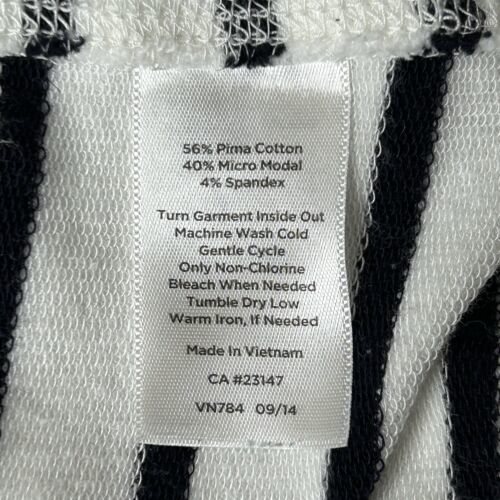 56% Pima Cotton
40% Micro Modal
4% Spandex
Turn Garment Inside Out
Machine Wash Cold
Gentle Cycle
Only Non-Chlorine
Bleach When Needed
Tumble Dry Low
Warm Iron, If Needed
Made In Vietnam
CA #23147
VN784 09/14